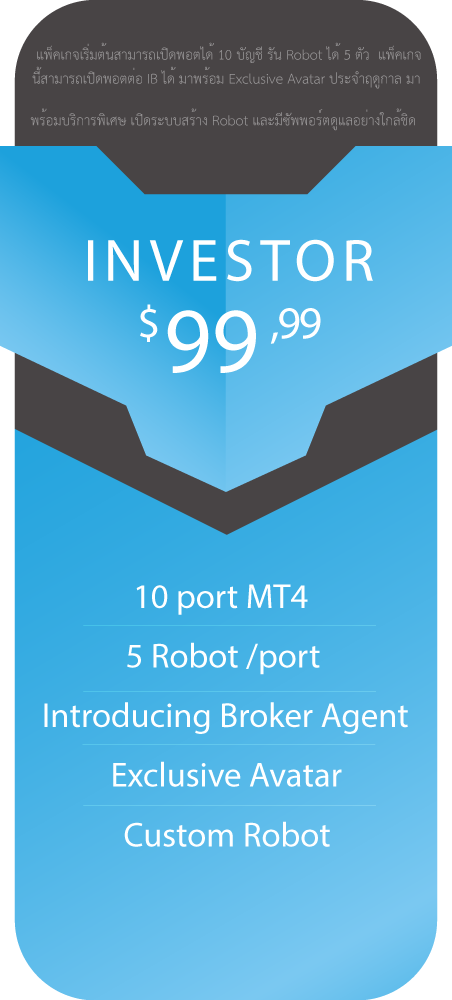 แพ็คเกจเริ่มต้นสามารถเปิดพอตได้ 10 บัญชี รัน Robot ได้ 5 ตัว แพ็คเกจ
นี้สามารถเปิดพอตต่อ IB ได้ มาพร้อม Exclusive Avatar ประจำฤดูกาล มา
พร้อมบริการพิเศษ เปิดระบบสร้าง Robot และมีซัพพอร์ตดูแลอย่างใกล้ชิด
INVESTOR
$99,99
10 port MT4
5 Robot /port
Introducing Broker Agent
Exclusive Avatar
Custom Robot